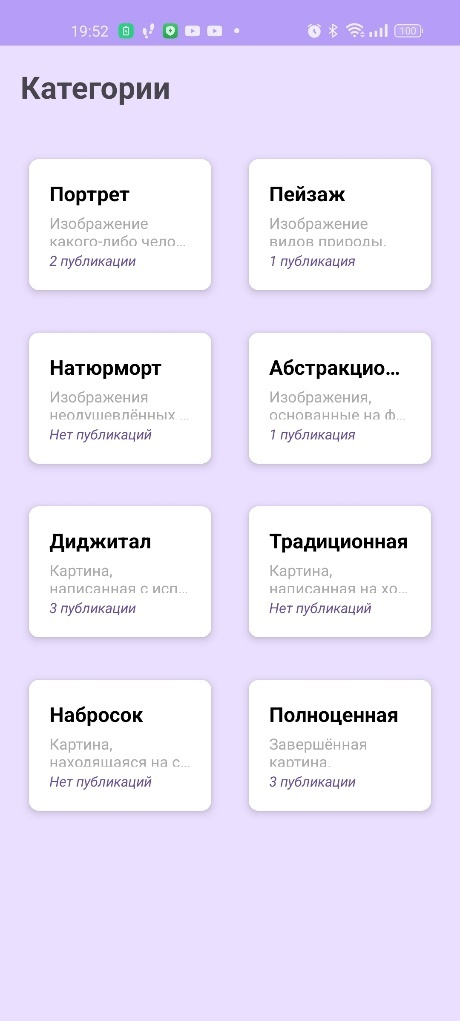 19:52
100
Категории
Портрет
Изображение
какого-либо чело...
2 публикации
Пейзаж
Изображение
видов природы.
1 публикация
Натюрморт
Изображения
неодушевлённых ...
Нет публикаций
Абстракцио...
Изображения,
основанные на ф...
1 публикация
Диджитал
Картина,
написанная с исп...
3 публикации
Традиционная
Картина,
написанная на хо...
Нет публикаций
Набросок
Картина,
находящаяся на с...
Нет публикаций
Полноценная
Завершённая
картина.
3 публикации